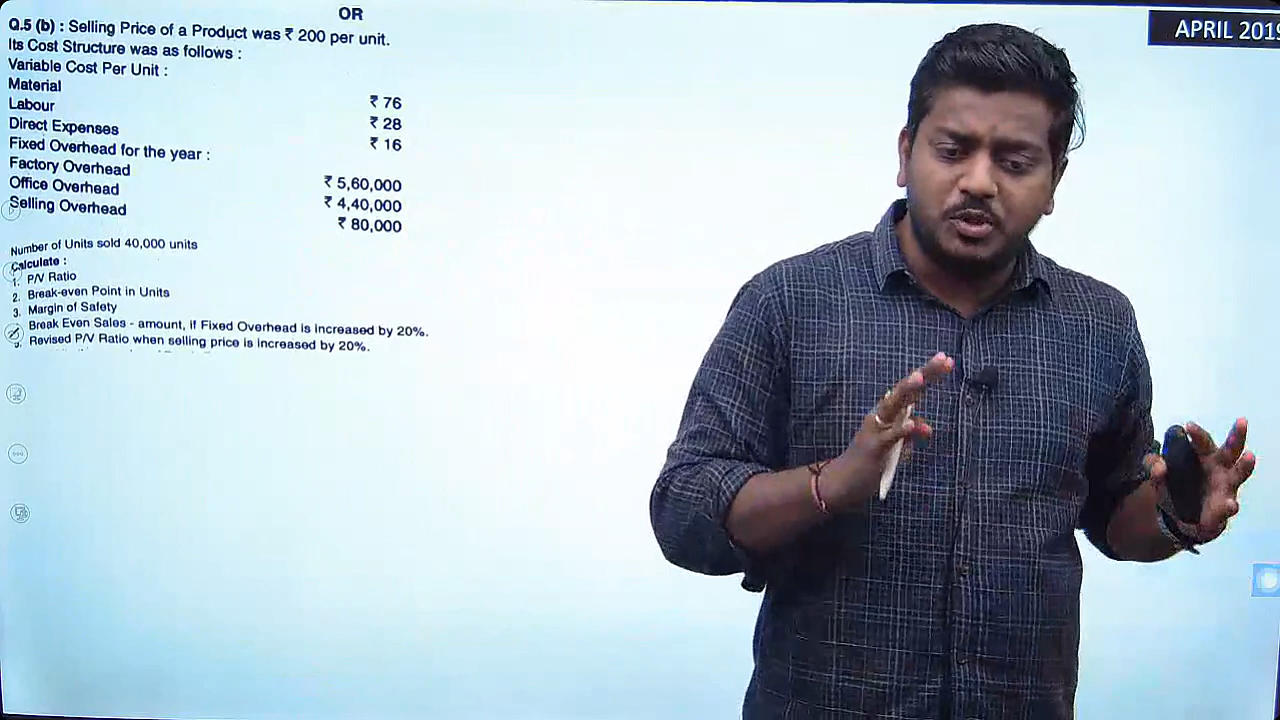 OR
APRIL 2019
Q.5 (b) : Selling Price of a Product was ₹ 200 per unit.
Its Cost Structure was as follows :
Variable Cost Per Unit :
Material ₹ 76
Labour ₹ 28
Direct Expenses ₹ 16
Fixed Overhead for the year :
Factory Overhead ₹ 5,60,000
Office Overhead ₹ 4,40,000
Selling Overhead ₹ 80,000
Number of Units sold 40,000 units
Calculate :
1. P/V Ratio
2. Break-even Point in Units
3. Margin of Safety
Break Even Sales - amount, if Fixed Overhead is increased by 20%.
Revised P/V Ratio when selling price is increased by 20%.